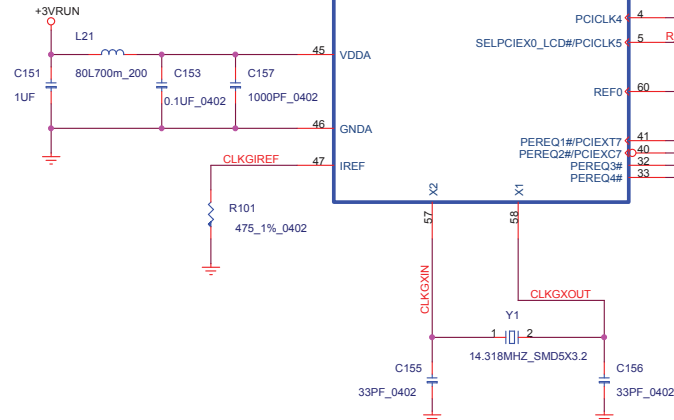 +3VRUN
L21
80L700m_200
C151
1UF
C153
0.1UF_0402
C157
1000PF_0402
45
VDDA
46
GNDA
CLKGIREF
47
IREF
R101
475_1%_0402
PCICLK4
4
SELPCIEX0_LCD#/PCICLK5
5
R
REF0
60
PEREQ1#/PCIEXT7
41
PEREQ2#/PCIEXC7
40
PEREQ3#
32
PEREQ4#
33
X2
X1
57
58
CLKGXIN
CLKGXOUT
Y1
1
2
14.318MHZ_SMD5X3.2
C155
33PF_0402
C156
33PF_0402